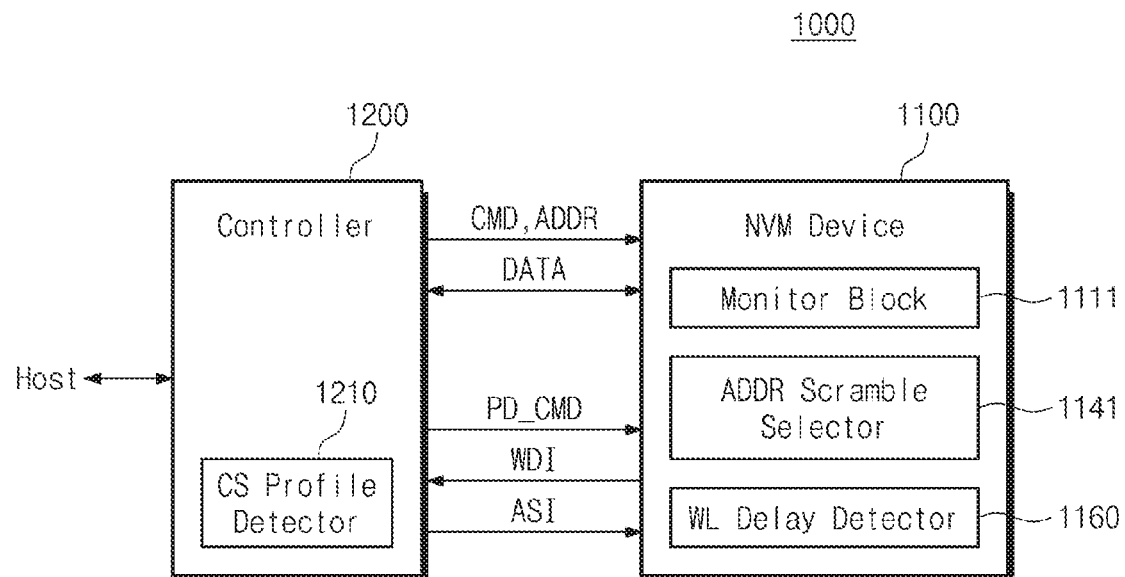 1000
1200
1100
Controller
CMD,ADDR
NVM Device
DATA
Monitor Block
1111
Host
1210
ADDR Scramble
Selector
1141
PD_CMD
WDI
CS Profile
Detector
ASI
WL Delay Detector
1160